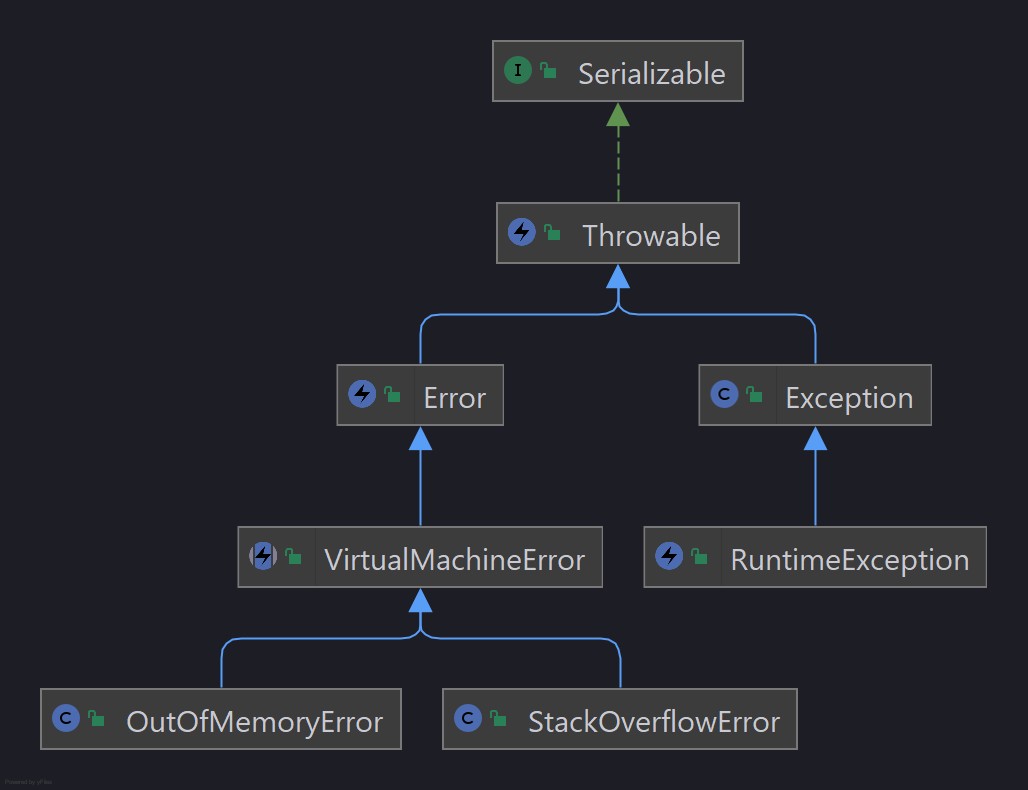 I Serializable
Throwable
Error
C Exception
VirtualMachineError
RuntimeException
C OutOfMemoryError
C StackOverflowError
Powered by yFiles